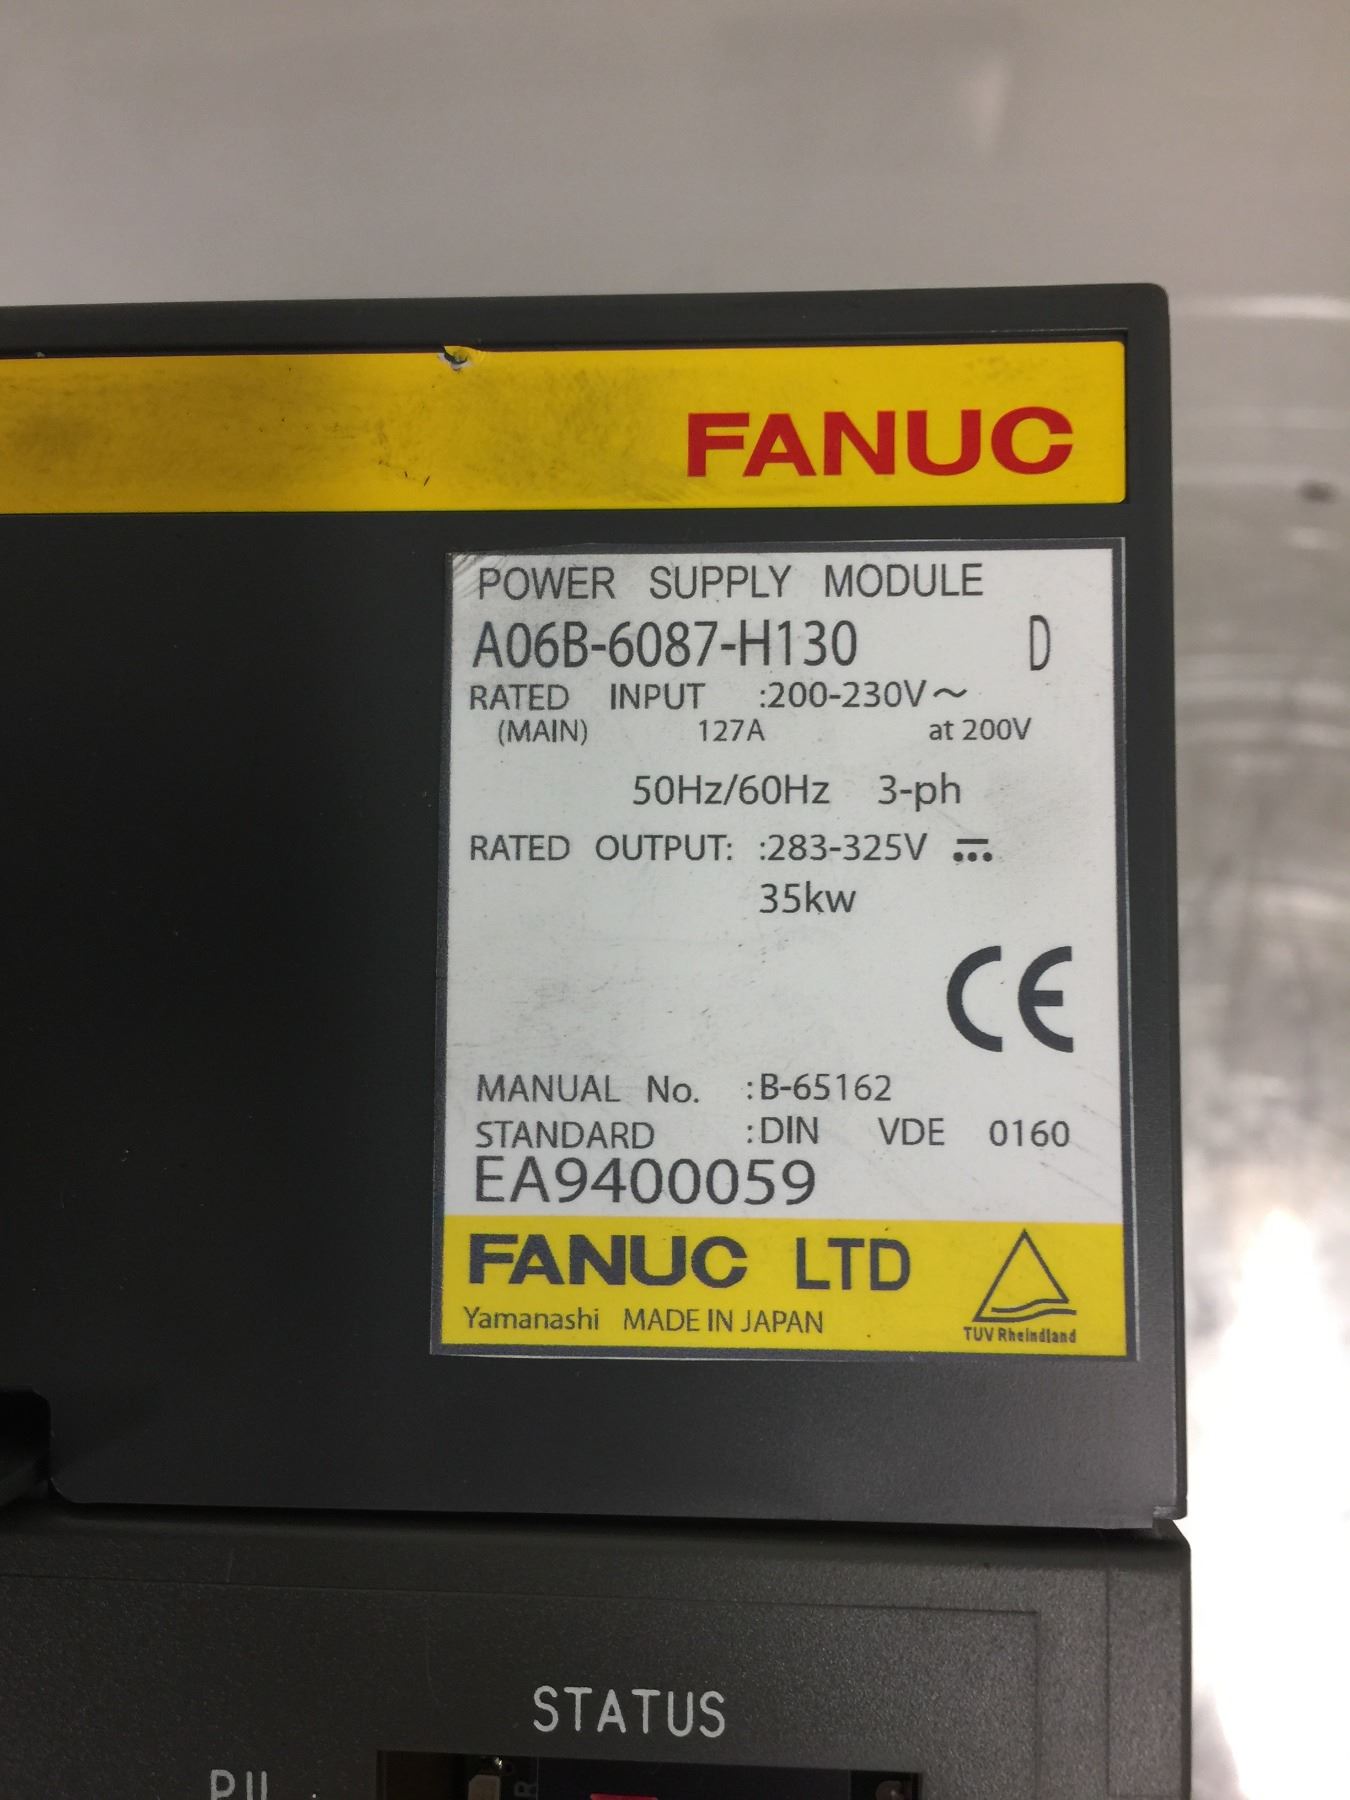 FANUC
POWER SUPPLY MODULE
A06B-6087-H130 D
RATED INPUT :200-230V~
(MAIN) 127A at 200V
50Hz/60Hz 3-ph
RATED OUTPUT: :283-325V
35kw
CE
MANUAL No. :B-65162
STANDARD :DIN VDE 0160
EA9400059
FANUC LTD
Yamanashi MADE IN JAPAN
TUV Rheindland
STATUS